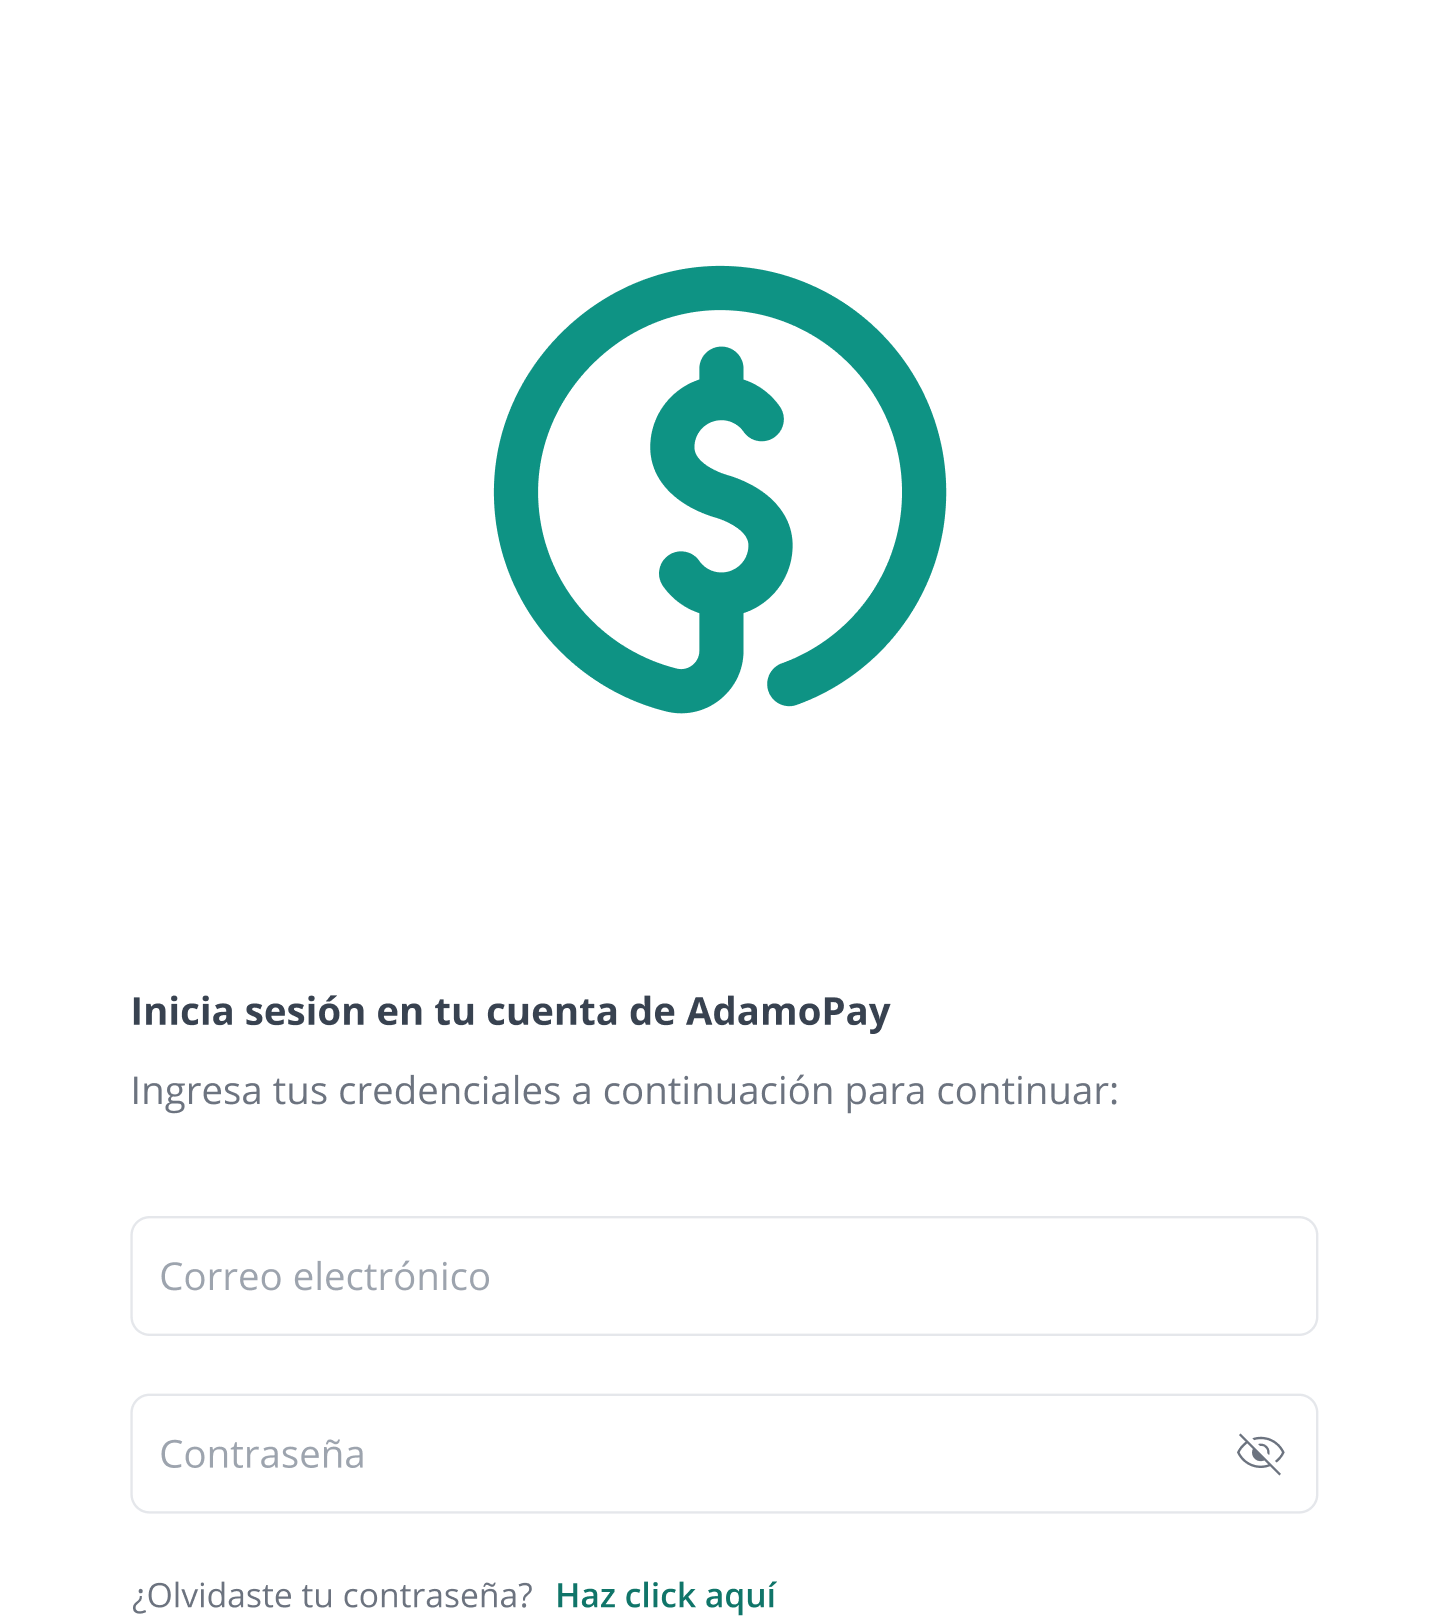 Inicia sesión en tu cuenta de AdamoPay
Ingresa tus credenciales a continuación para continuar:
Correo electrónico
Contraseña
¿Olvidaste tu contraseña? Haz click aquí